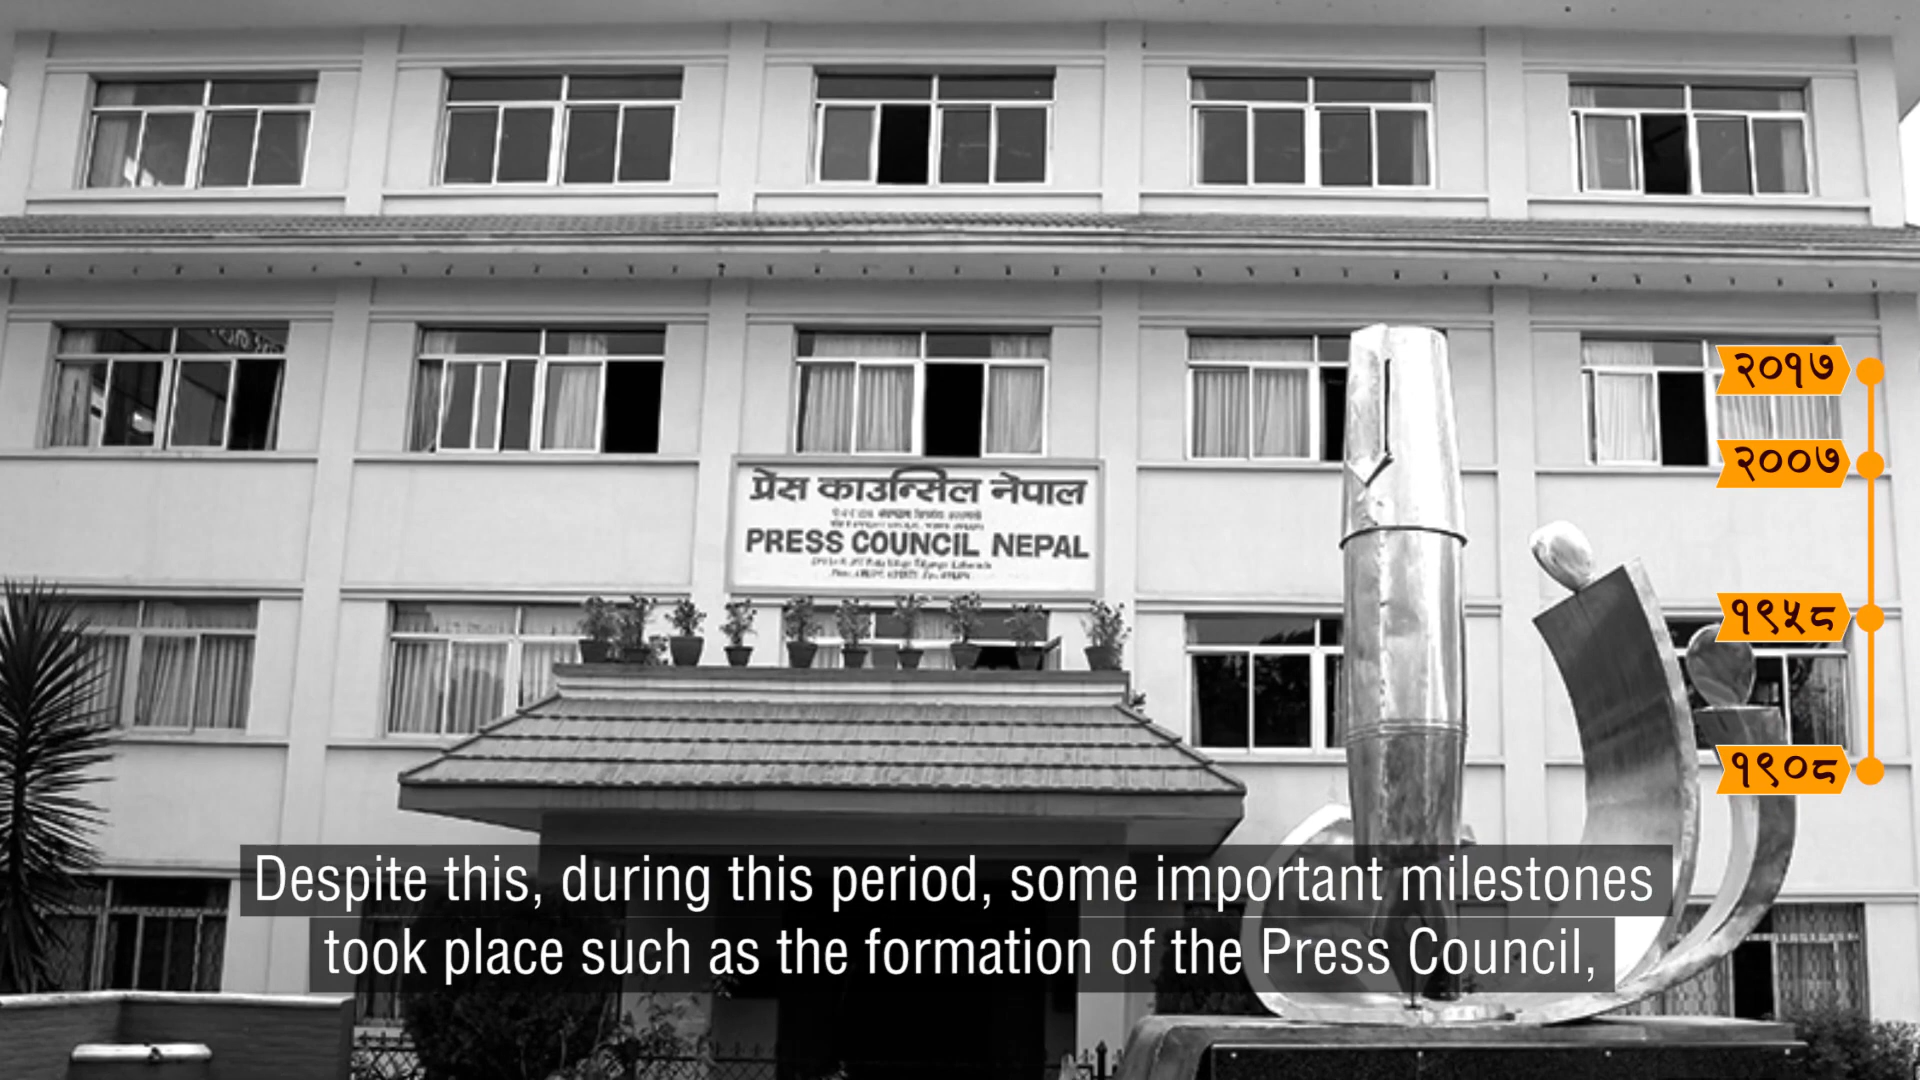 प्रेस काउन्सिल नेपाल
PRESS COUNCIL NEPAL
२०१७
२००७
१९५८
१९०८
Despite this, during this period, some important milestones
took place such as the formation of the Press Council,